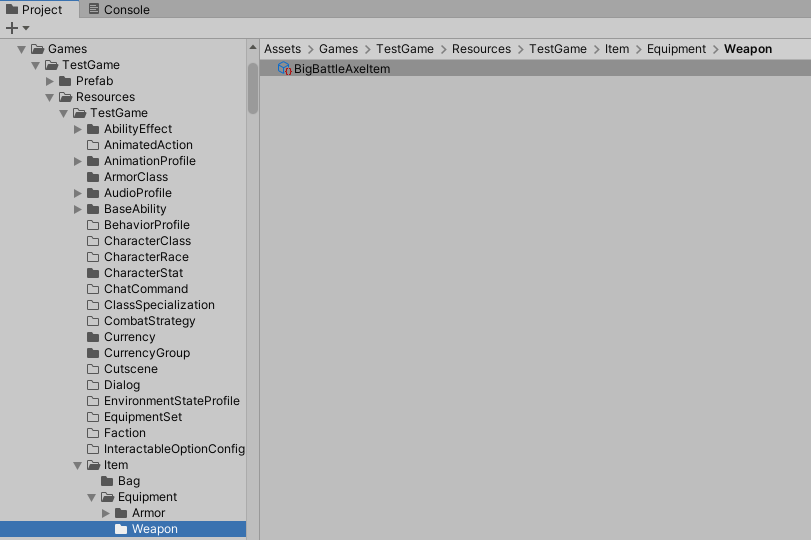 Project
Console
Games
TestGame
Prefab
Resources
TestGame
AbilityEffect
AnimatedAction
AnimationProfile
ArmorClass
AudioProfile
BaseAbility
BehaviorProfile
CharacterClass
CharacterRace
CharacterStat
ChatCommand
ClassSpecialization
CombatStrategy
Currency
CurrencyGroup
Cutscene
Dialog
EnvironmentStateProfile
EquipmentSet
Faction
InteractableOptionConfig
Item
Bag
Equipment
Armor
Weapon
Assets > Games > TestGame > Resources > TestGame > Item > Equipment > Weapon
BigBattleAxeItem